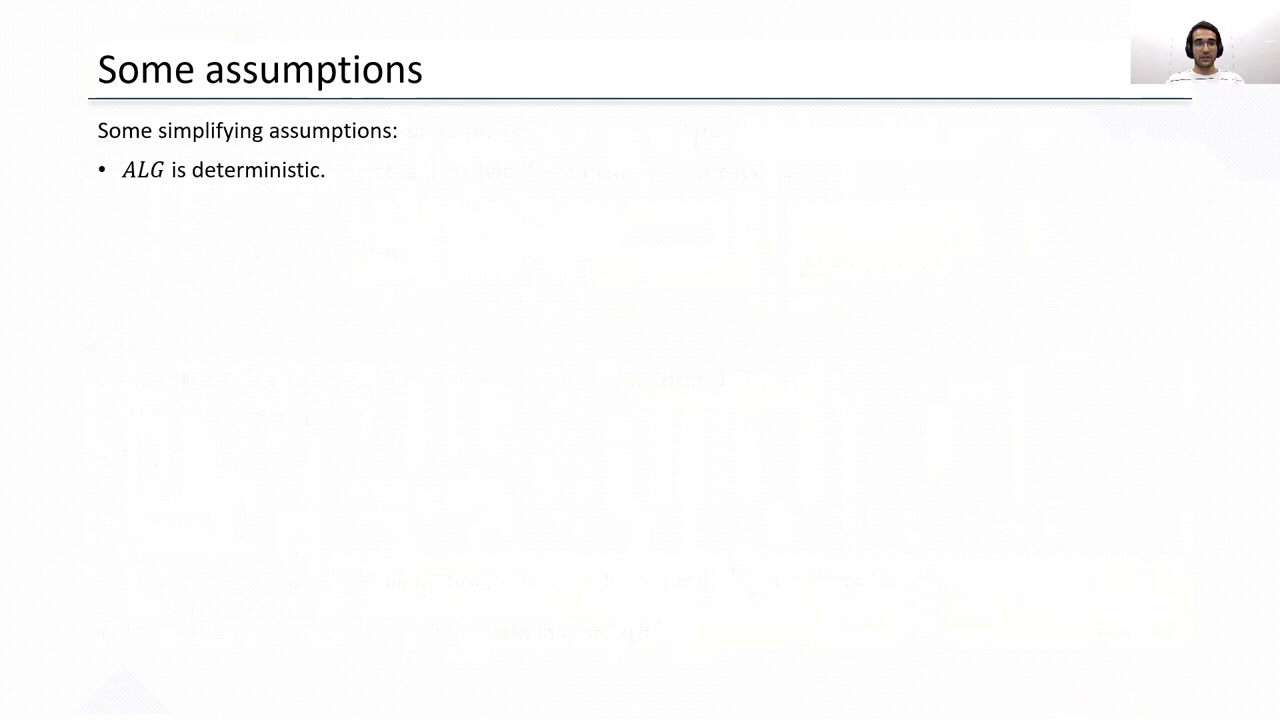 Some assumptions
Some simplifying assumptions:
• ALG is deterministic.